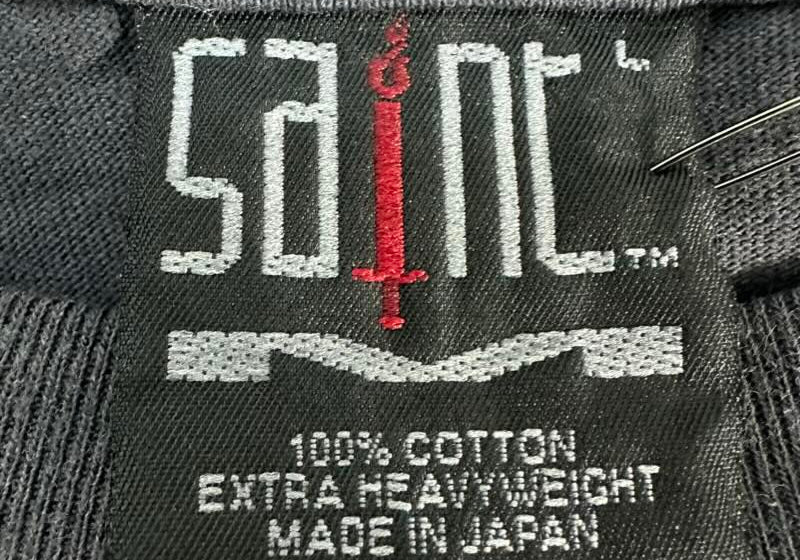 saint L
TM
100% COTTON
EXTRA HEAVYWEIGHT
MADE IN JAPAN